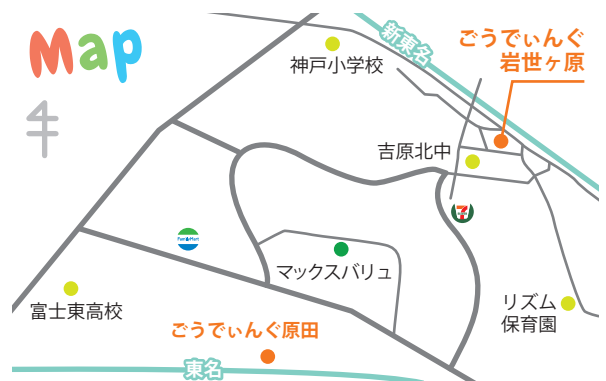 Map
新東名
ごうでぃんぐ
岩世ヶ原
神戸小学校
吉原北中
7
FamilyMart
マックスバリュ
富士東高校
リズム
保育園
ごうでぃんぐ原田
東名